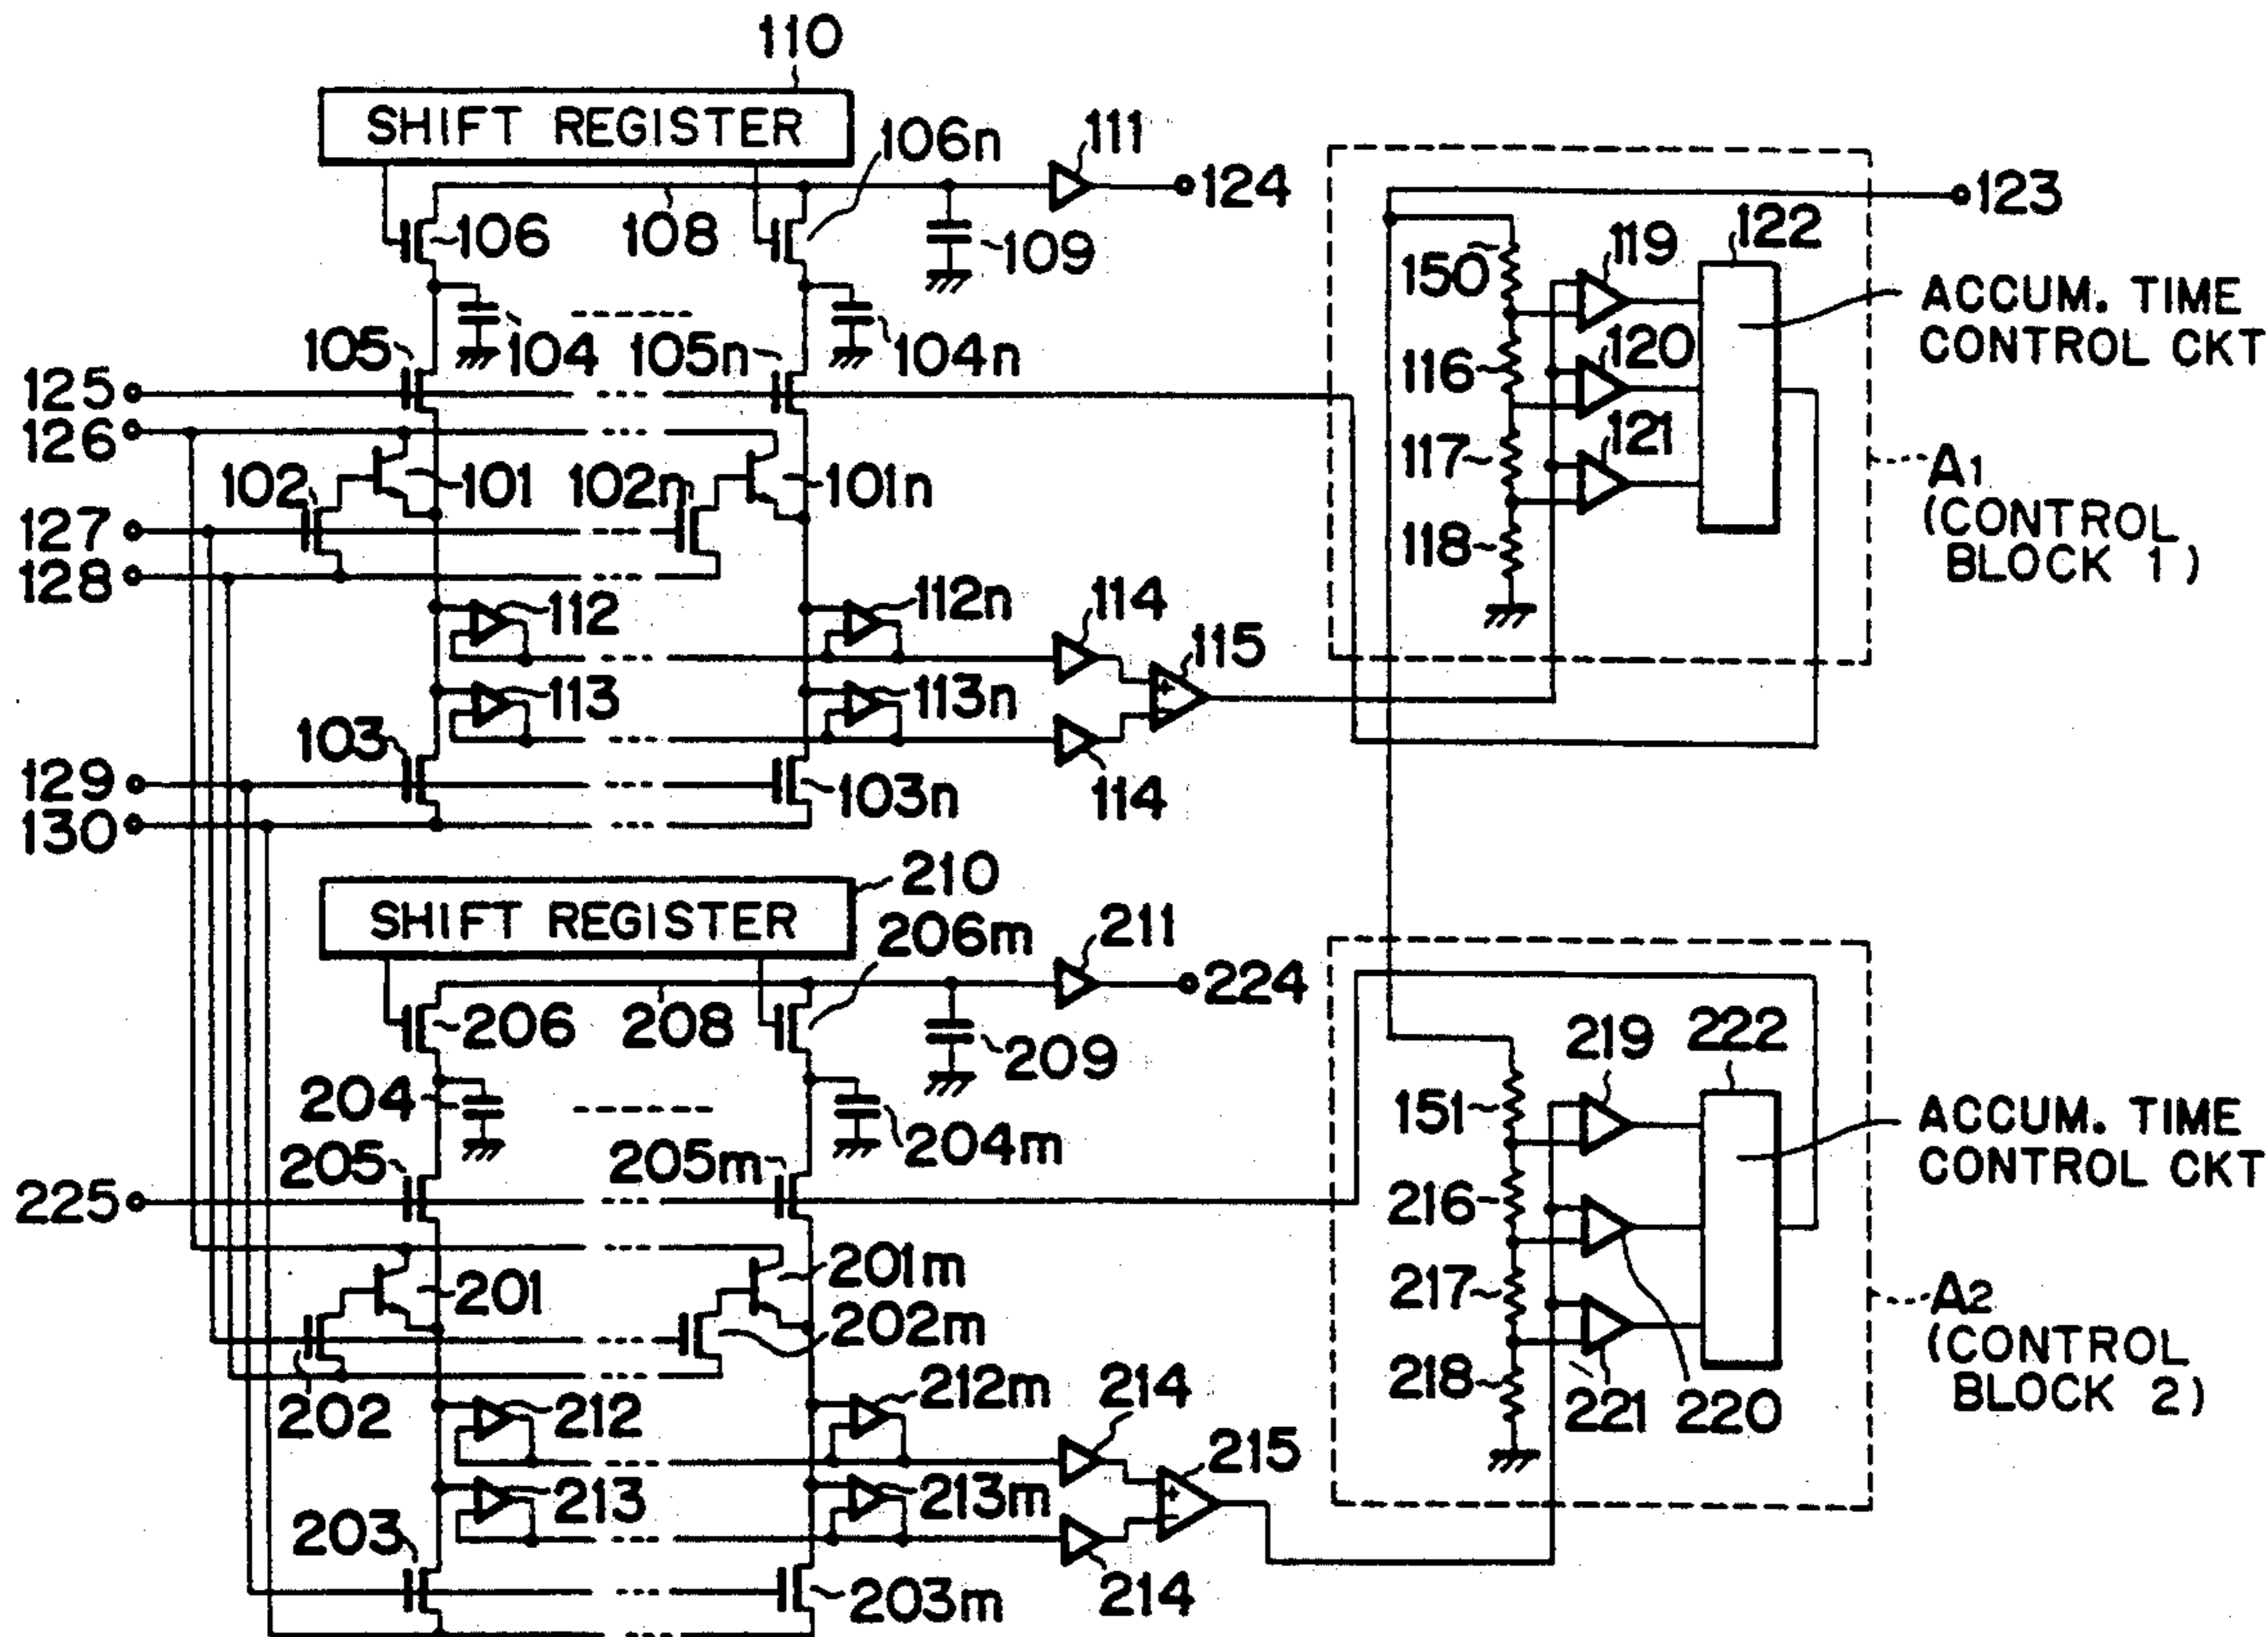 110
SHIFT REGISTER
106n
111
124
123
106
108
109
150
119
122
ACCUM. TIME
CONTROL CKT
105
104
105n
104n
116
120
125
126
117
121
A1
(CONTROL
BLOCK 1)
102
101
102n
101n
127
128
118
112
112n
114
115
113
113n
103
129
103n
114
130
210
SHIFT REGISTER
206m
211
224
206
208
209
219
222
204
204m
151
ACCUM. TIME
CONTROL CKT
205
205m
225
216
201
201m
202m
217
A2
(CONTROL
BLOCK 2)
218
221
220
202
212
212m
214
215
213
213m
203
203m
214
+
−
+
−